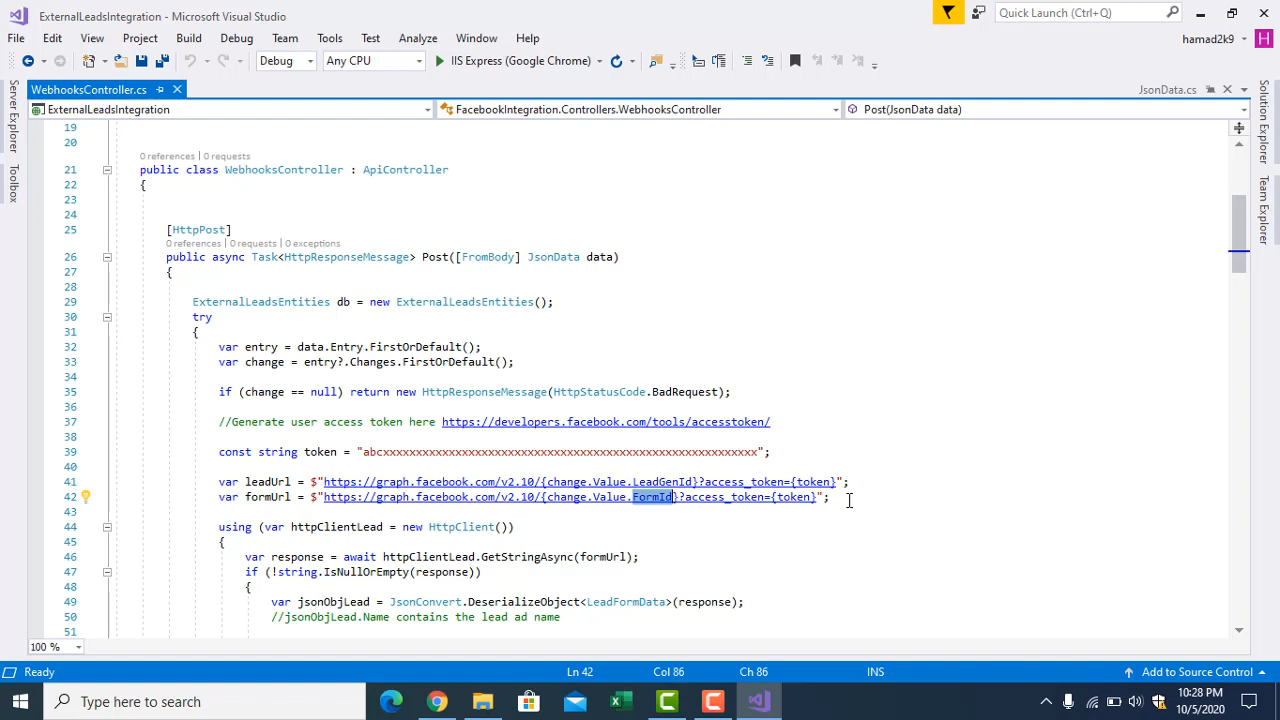 ExternalLeadsIntegration - Microsoft Visual Studio
Quick Launch (Ctrl+Q)
File Edit View Project Build Debug Team Tools Test Analyze Window Help
hamad2k9 H
Debug Any CPU IIS Express (Google Chrome)
WebhooksController.cs JsonData.cs
ExternalLeadsIntegration FacebookIntegration.Controllers.WebhooksController Post(JsonData data)
Server Explorer
Toolbox
Solution Explorer
Team Explorer
19
20
0 references | 0 requests
21 public class WebhooksController : ApiController
22 {
23
24
25 [HttpPost]
0 references | 0 requests | 0 exceptions
26 public async Task<HttpResponseMessage> Post([FromBody] JsonData data)
27 {
28
29 ExternalLeadsEntities db = new ExternalLeadsEntities();
30 try
31 {
32 var entry = data.Entry.FirstOrDefault();
33 var change = entry?.Changes.FirstOrDefault();
34
35 if (change == null) return new HttpResponseMessage(HttpStatusCode.BadRequest);
36
37 //Generate user access token here https://developers.facebook.com/tools/accesstoken/
38
39 const string token = "abcxxxxxxxxxxxxxxxxxxxxxxxxxxxxxxxxxxxxxxxxxxxxxxxxxxxxxxxxx";
40
41 var leadUrl = $"https://graph.facebook.com/v2.10/{change.Value.LeadGenId}?access_token={token}";
42 var formUrl = $"https://graph.facebook.com/v2.10/{change.Value.FormId}?access_token={token}";
43
44 using (var httpClientLead = new HttpClient())
45 {
46 var response = await httpClientLead.GetStringAsync(formUrl);
47 if (!string.IsNullOrEmpty(response))
48 {
49 var jsonObjLead = JsonConvert.DeserializeObject<LeadFormData>(response);
50 //jsonObjLead.Name contains the lead ad name
51
100 %
Ready Ln 42 Col 86 Ch 86 INS Add to Source Control
Type here to search
10:28 PM
10/5/2020